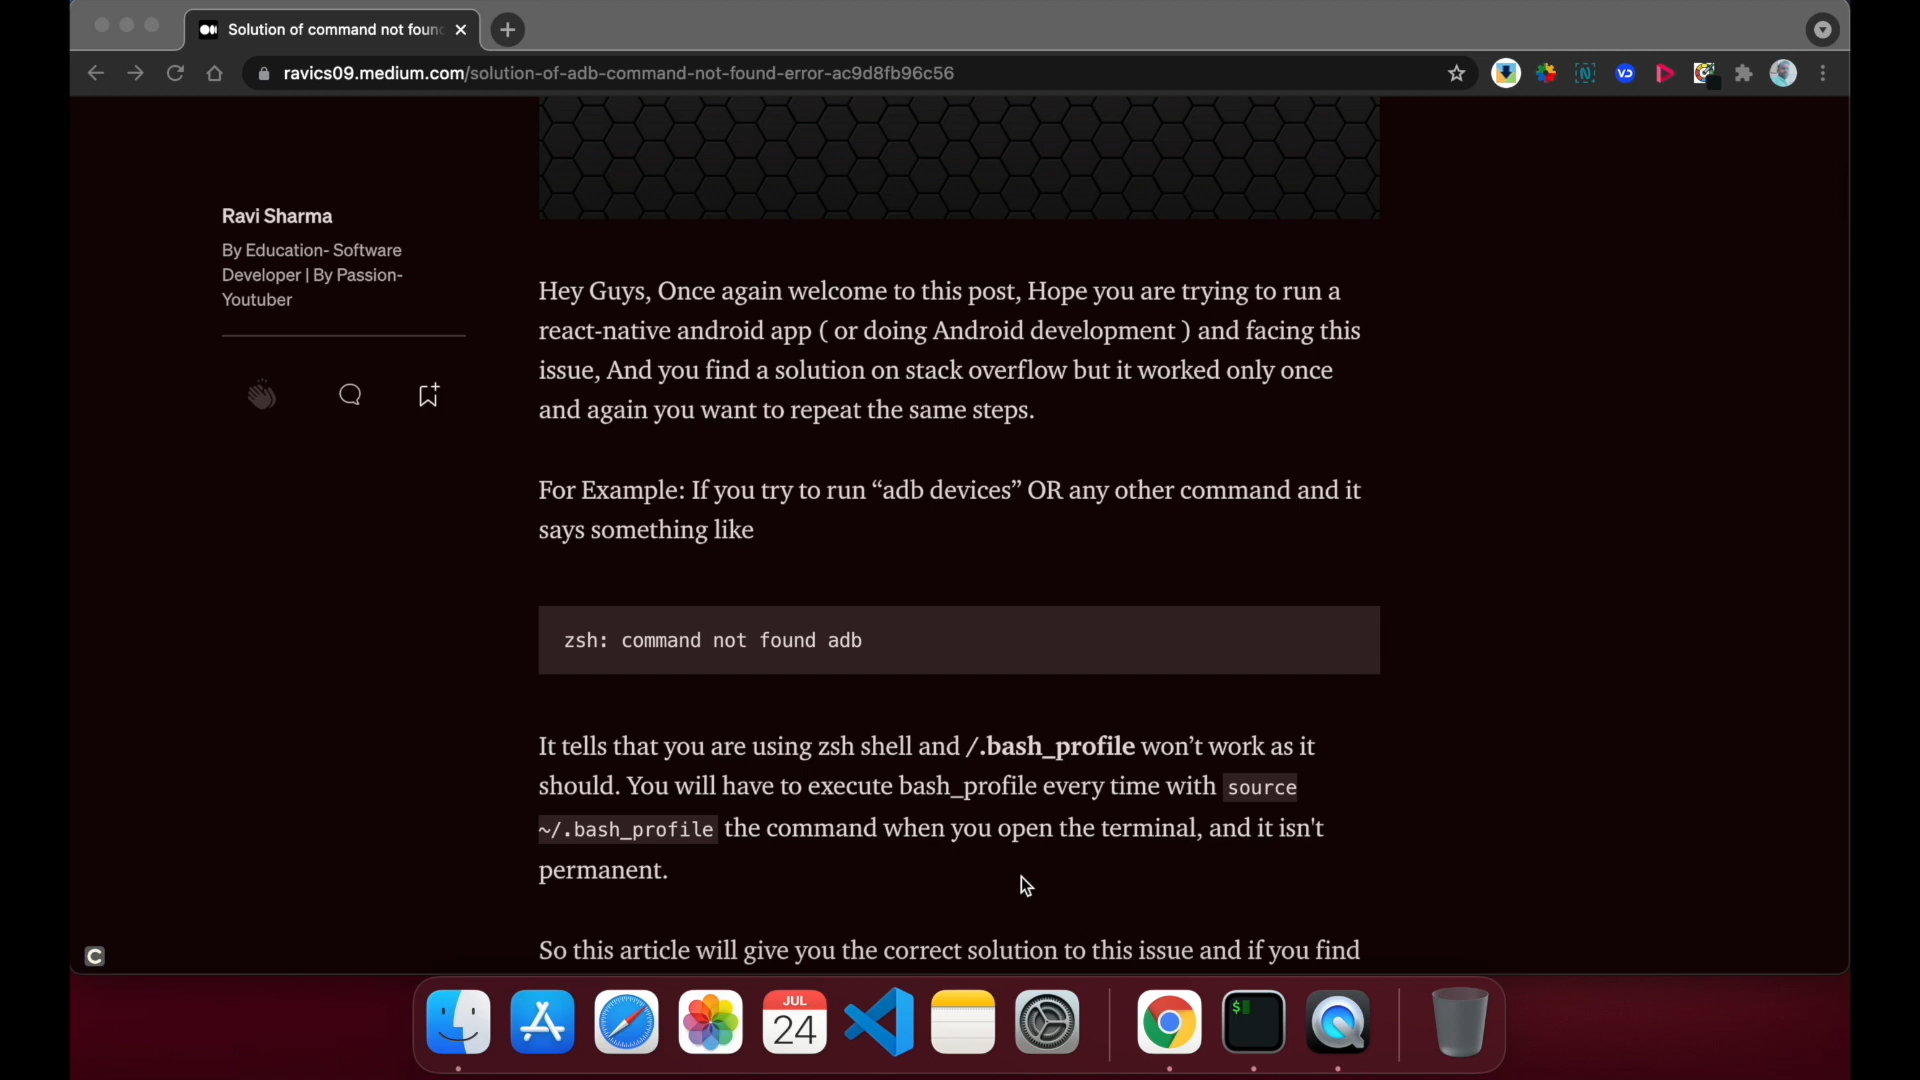 Solution of command not foun
ravics09.medium.com/solution-of-adb-command-not-found-error-ac9d8fb96c56
Ravi Sharma
By Education- Software
Developer | By Passion-
Youtuber
Hey Guys, Once again welcome to this post, Hope you are trying to run a
react-native android app ( or doing Android development ) and facing this
issue, And you find a solution on stack overflow but it worked only once
and again you want to repeat the same steps.
For Example: If you try to run “adb devices” OR any other command and it
says something like
zsh: command not found adb
It tells that you are using zsh shell and /.bash_profile won’t work as it
should. You will have to execute bash_profile every time with source
~/.bash_profile the command when you open the terminal, and it isn't
permanent.
So this article will give you the correct solution to this issue and if you find
C
VD
JUL
24
$